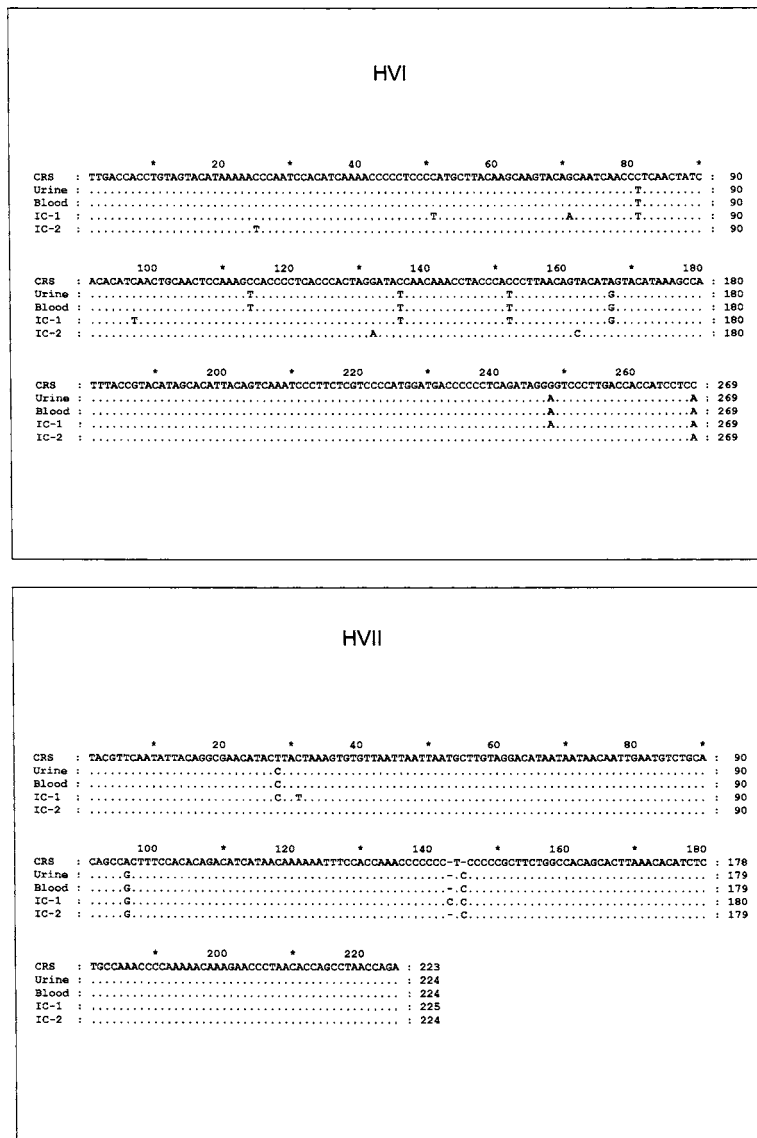 HVI
* 20 * 40 * 60 * 80 *
CRS : TTGACCACCTGTAGTACATAAAAACCCAATCCACATCAAAACCCCCTCCCCATGCTTACAAGCAAGTACAGCAATCAACCCTCAACTATC : 90
Urine : ................................................................................T......... : 90
Blood : ................................................................................T......... : 90
IC-1 : ..................................................T...................A.........T......... : 90
IC-2 : ........................T................................................................. : 90
100 * 120 * 140 * 160 * 180
CRS : ACACATCAACTGCAACTCCAAAGCCACCCCTCACCCACTAGGATACCAACAAACCTACCCACCCTTAACAGTACATAGTACATAAAGCCA : 180
Urine : .......................T.....................T...............T..............G............. : 180
Blood : .......................T.....................T...............T..............G............. : 180
IC-1 : ......T......................................T...............T..............G............. : 180
IC-2 : .........................................A.............................C.................. : 180
* 200 * 220 * 240 * 260
CRS : TTTACCGTACATAGCACATTACAGTCAAATCCCTTCTCGTCCCCATGGATGACCCCCCTCAGATAGGGGTCCCTTGACCACCATCCTCC : 269
Urine : ...................................................................A....................A : 269
Blood : ...................................................................A....................A : 269
IC-1 : ...................................................................A....................A : 269
IC-2 : ........................................................................................A : 269
HVII
* 20 * 40 * 60 * 80 *
CRS : TACGTTCAATATTACAGGCGAACATACTTACTAAAGTGTGTTAATTAATTAATGCTTGTAGGACATAATAATAACAATTGAATGTCTGCA : 90
Urine : ...........................C.............................................................. : 90
Blood : ...........................C.............................................................. : 90
IC-1 : ...........................C..T........................................................... : 90
IC-2 : .......................................................................................... : 90
100 * 120 * 140 * 160 * 180
CRS : CAGCCACTTTCCACACAGACATCATAACAAAAAATTTCCACCAAACCCCCCC-T-CCCCCGCTTCTGGCCACAGCACTTAAACACATCTC : 178
Urine : .....G..............................................-.C................................... : 179
Blood : .....G..............................................-.C................................... : 179
IC-1 : .....G..............................................C.C................................... : 180
IC-2 : .....G..............................................-.C................................... : 179
* 200 * 220
CRS : TGCCAAACCCCAAAAACAAAGAACCCTAACACCAGCCTAACCAGA : 223
Urine : ............................................. : 224
Blood : ............................................. : 224
IC-1 : ............................................. : 225
IC-2 : ............................................. : 224